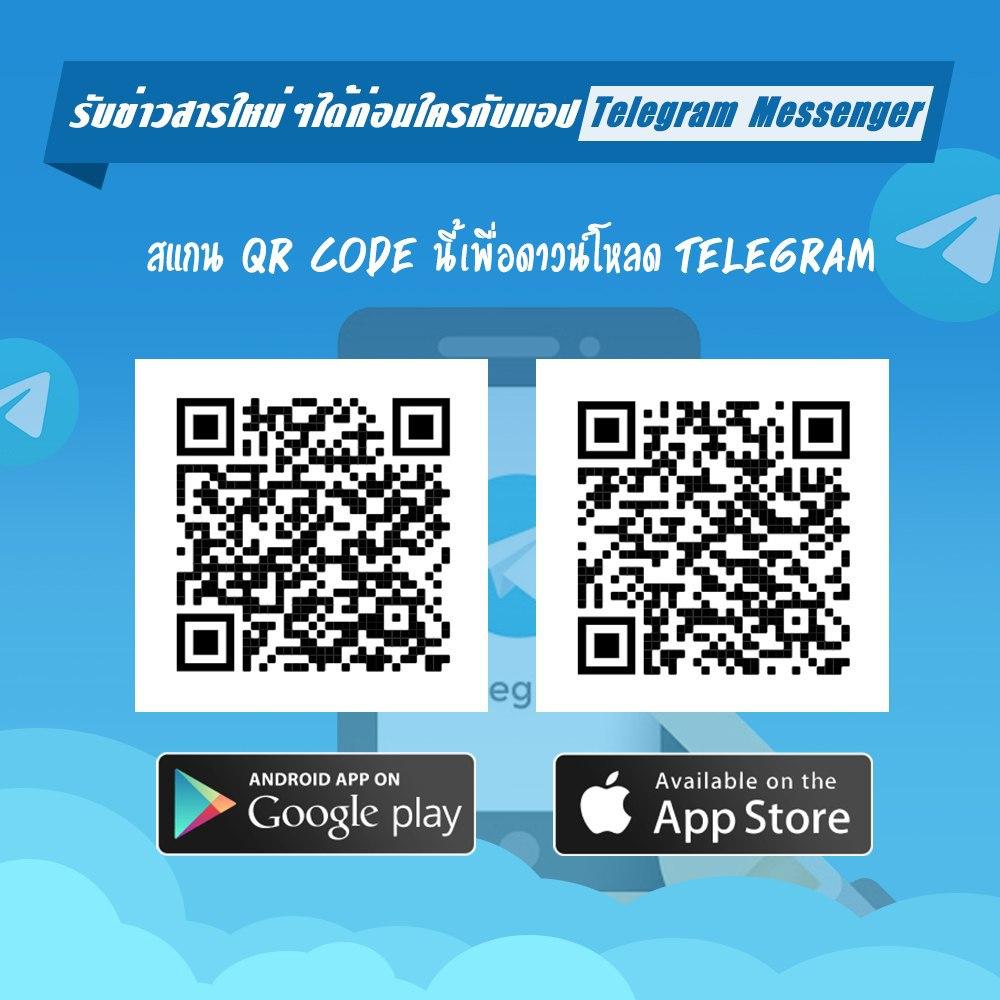 รับข่าวสารใหม่ ๆได้ก่อนใครกับแอป Telegram Messenger
สแกน QR CODE นี้เพื่อดาวน์โหลด TELEGRAM
eg
ANDROID APP ON
Google play
Available on the
App Store